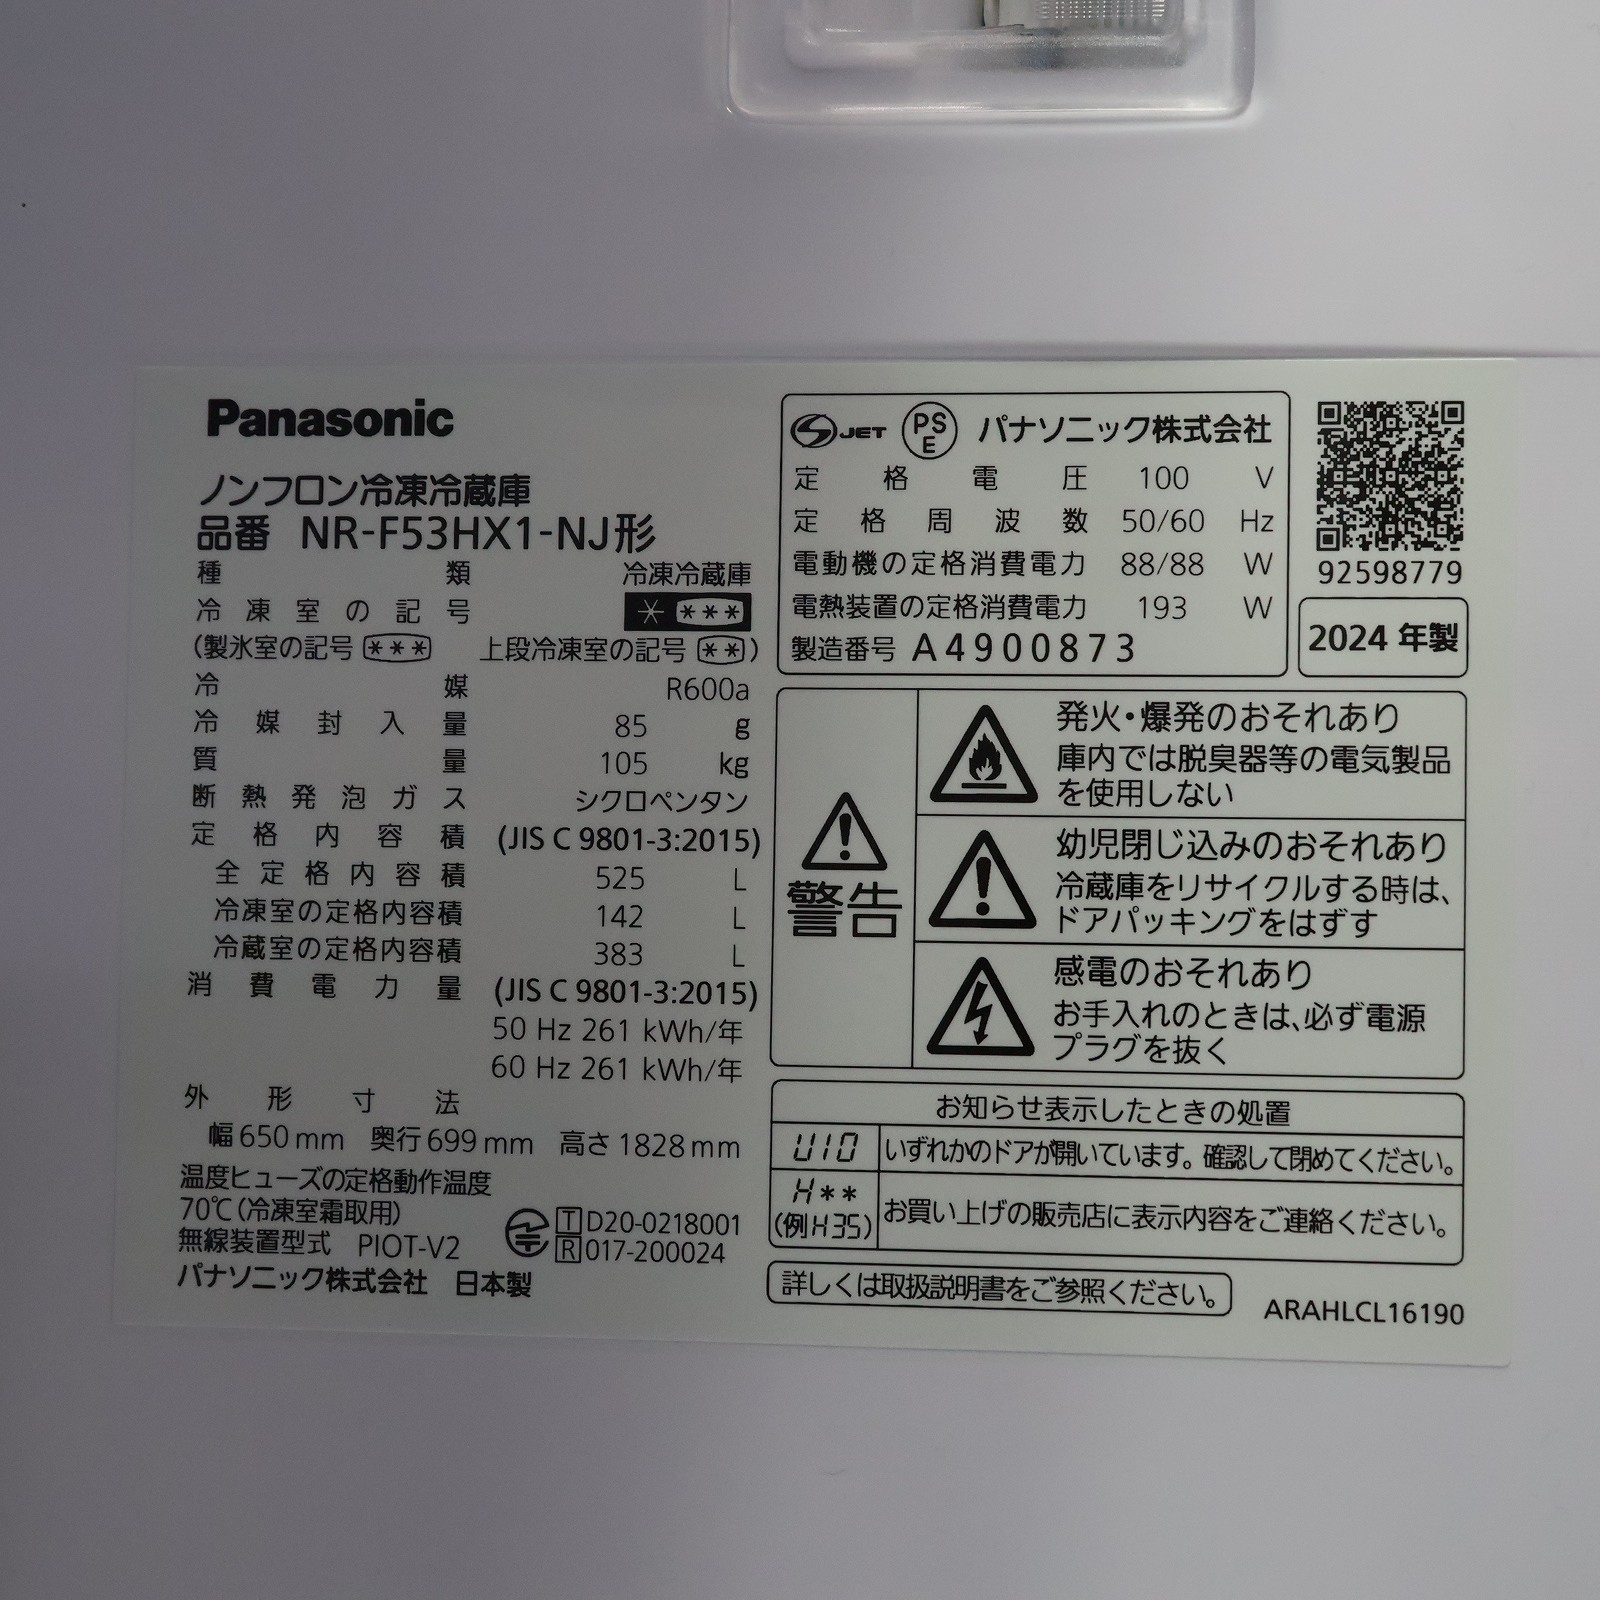 Panasonic
ノンフロン冷凍冷蔵庫
品番 NR-F53HX1-NJ形
種類 冷凍冷蔵庫
冷凍室の記号 * ***
(製氷室の記号 *** 上段冷凍室の記号 **)
冷媒 R600a
冷媒封入量 85 g
質量 105 kg
断熱発泡ガス シクロペンタン
定格内容積 (JIS C 9801-3:2015)
全定格内容積 525 L
冷凍室の定格内容積 142 L
冷蔵室の定格内容積 383 L
消費電力量 (JIS C 9801-3:2015)
50 Hz 261 kWh/年
60 Hz 261 kWh/年
外形寸法
幅650mm 奥行699mm 高さ1828mm
温度ヒューズの定格動作温度
70℃(冷凍室霜取用)
無線装置型式 PIOT-V2
T D20-0218001
R 017-200024
パナソニック株式会社 日本製
S JET PSE パナソニック株式会社
定格電圧 100 V
定格周波数 50/60 Hz
電動機の定格消費電力 88/88 W
電熱装置の定格消費電力 193 W
製造番号 A4900873
92598779
2024年製
警告
発火・爆発のおそれあり
庫内では脱臭器等の電気製品
を使用しない
幼児閉じ込みのおそれあり
冷蔵庫をリサイクルする時は、
ドアパッキングをはずす
感電のおそれあり
お手入れのときは、必ず電源
プラグを抜く
お知らせ表示したときの処置
U10 いずれかのドアが開いています。確認して閉めてください。
H**
(例H35) お買い上げの販売店に表示内容をご連絡ください。
詳しくは取扱説明書をご参照ください。
ARAHLCL16190